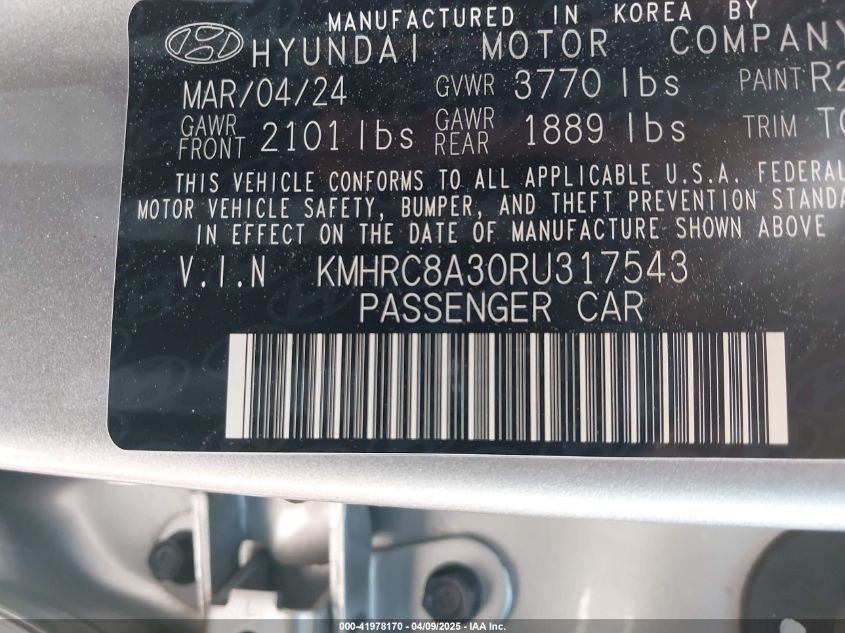 MANUFACTURED IN KOREA BY
HYUNDAI MOTOR COMPANY
MAR/04/24 GVWR 3770 lbs PAINT R2
GAWR FRONT 2101 lbs GAWR REAR 1889 lbs TRIM
THIS VEHICLE CONFORMS TO ALL APPLICABLE U.S.A. FEDERAL
MOTOR VEHICLE SAFETY, BUMPER, AND THEFT PREVENTION STANDA
IN EFFECT ON THE DATE OF MANUFACTURE SHOWN ABOVE
V.I.N KMHRC8A30RU317543
PASSENGER CAR
000-41978170 - 04/09/2025 - IAA Inc.